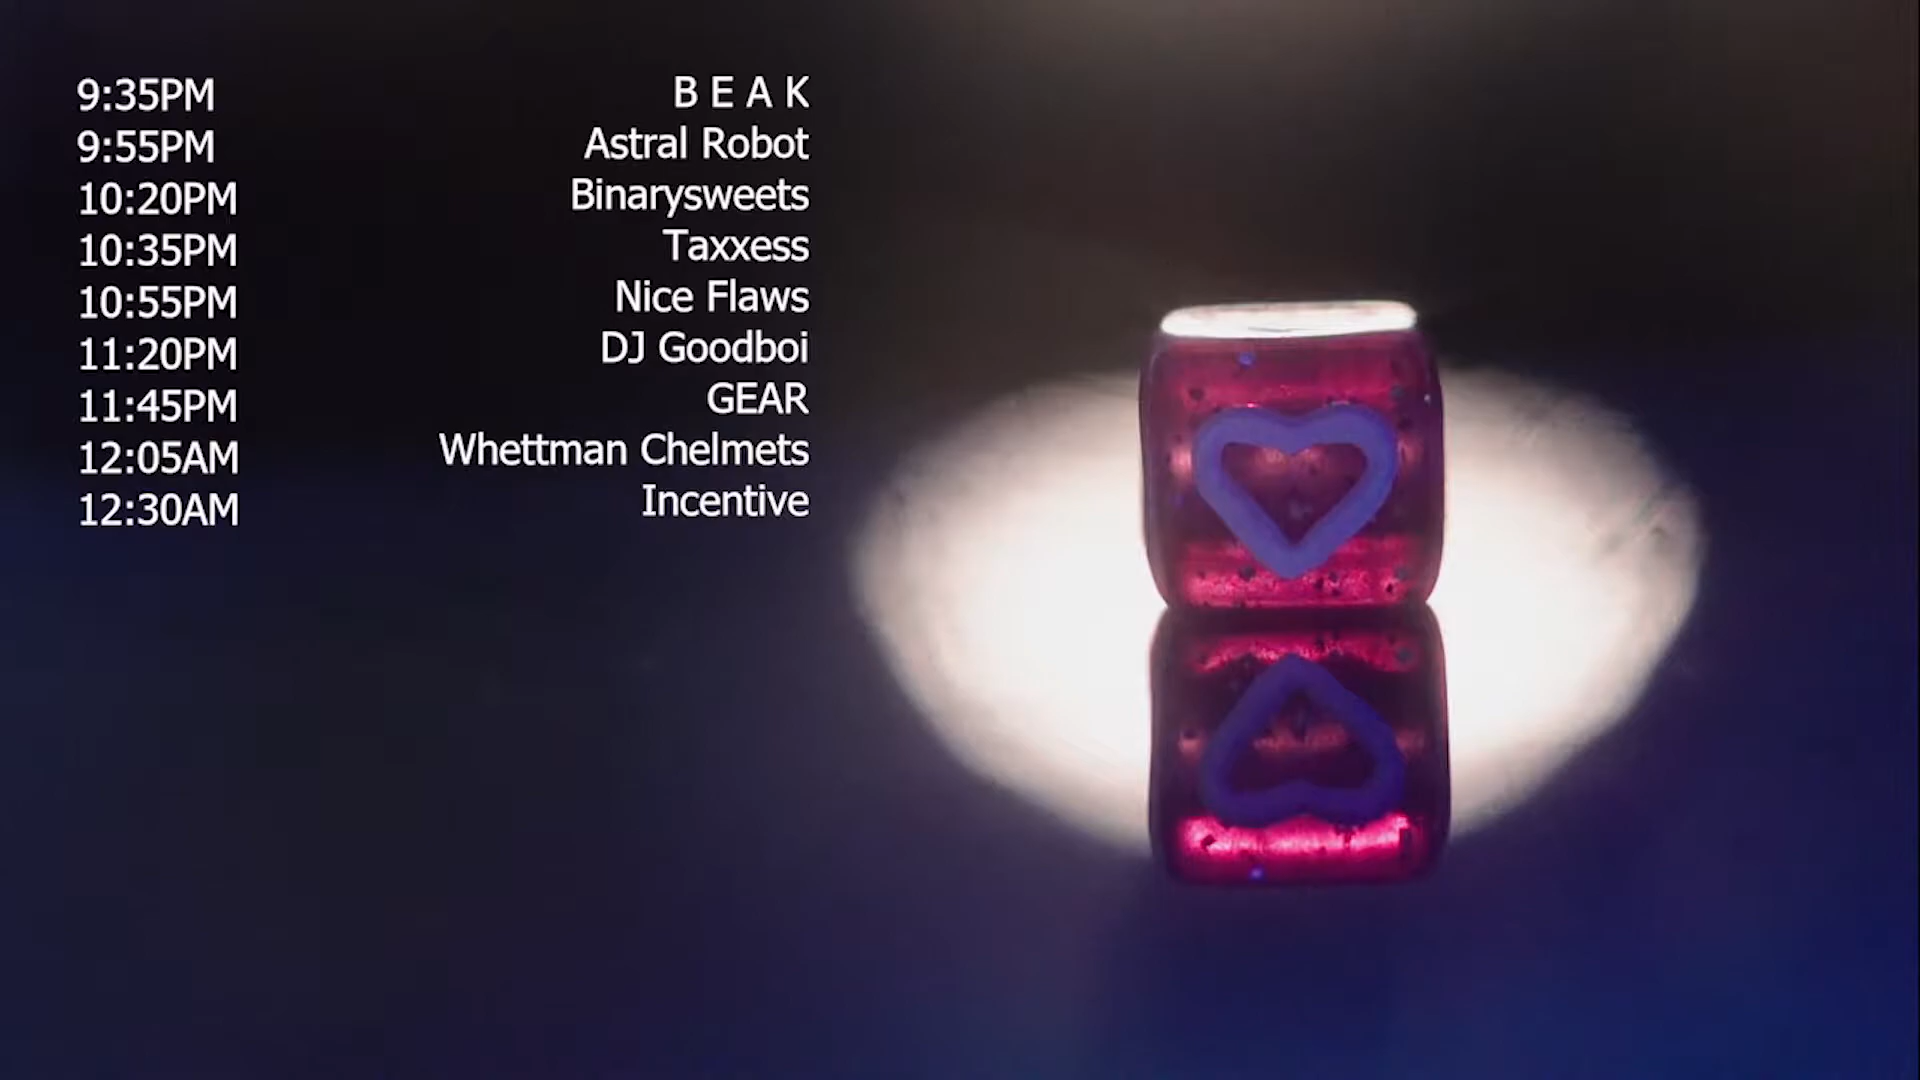 9:35PM B E A K
9:55PM Astral Robot
10:20PM Binarysweets
10:35PM Taxxess
10:55PM Nice Flaws
11:20PM DJ Goodboi
11:45PM GEAR
12:05AM Whettman Chelmets
12:30AM Incentive